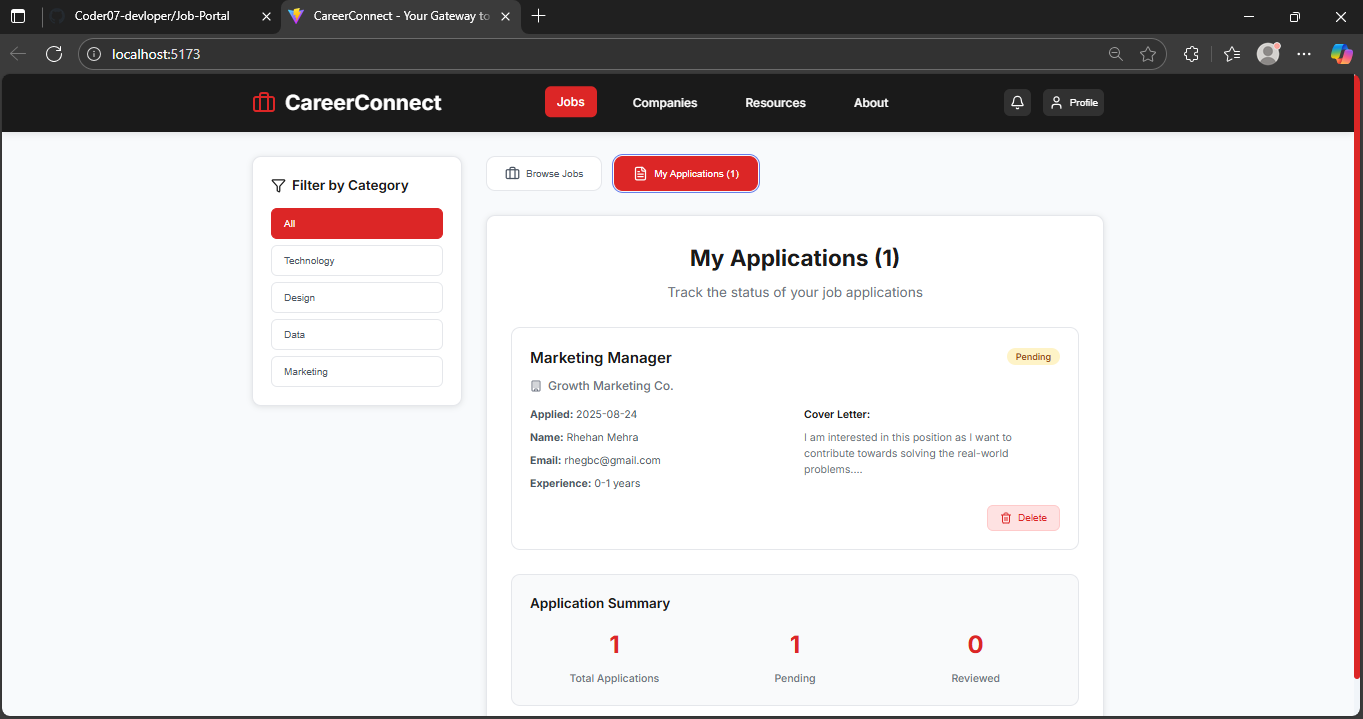 Coder07-devloper/Job-Portal
CareerConnect - Your Gateway to
localhost:5173
CareerConnect
Jobs
Companies
Resources
About
Profile
Filter by Category
All
Technology
Design
Data
Marketing
Browse Jobs
My Applications (1)
My Applications (1)
Track the status of your job applications
Marketing Manager
Pending
Growth Marketing Co.
Applied: 2025-08-24
Name: Rhehan Mehra
Email: rhegbc@gmail.com
Experience: 0-1 years
Cover Letter:
I am interested in this position as I want to
contribute towards solving the real-world
problems....
Delete
Application Summary
1
Total Applications
1
Pending
0
Reviewed